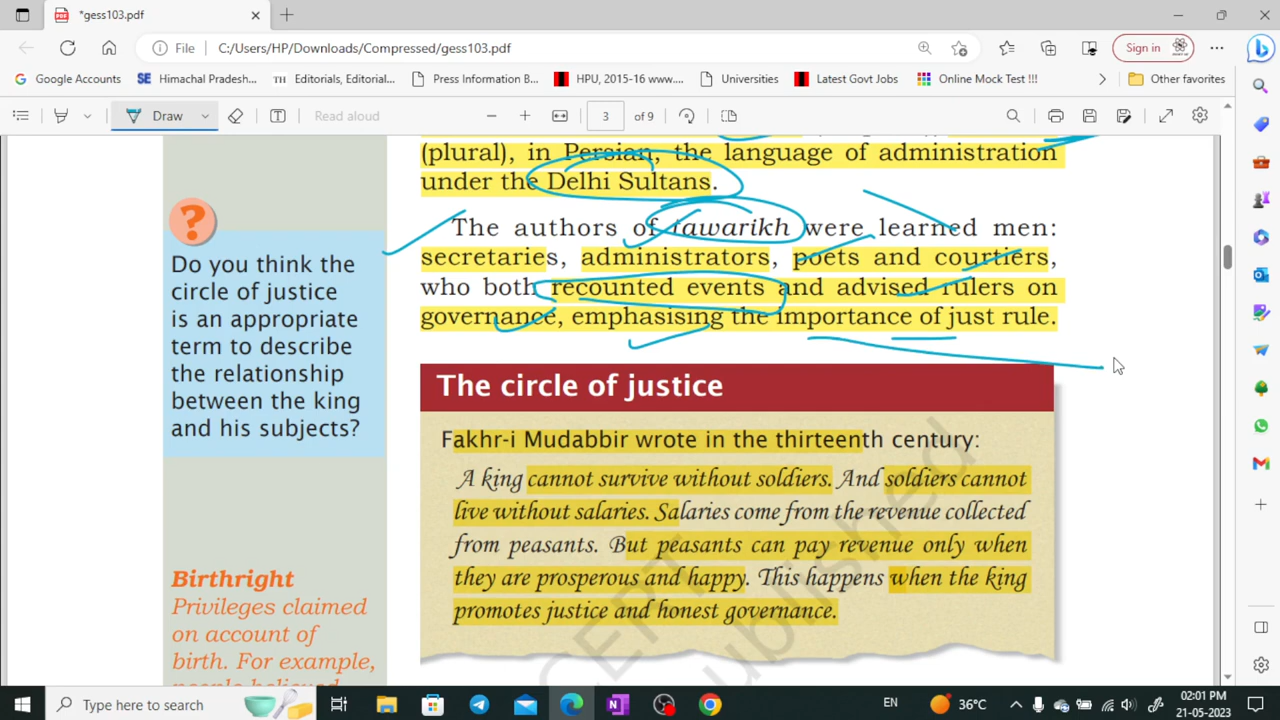 *gess103.pdf
File
C:/Users/HP/Downloads/Compressed/gess103.pdf
Sign in
Google Accounts
SE Himachal Pradesh...
TH Editorials, Editorial...
Press Information B...
HPU, 2015-16 www....
Universities
Latest Govt Jobs
Online Mock Test !!!
Other favorites
Draw
Read aloud
3 of 9
(plural), in Persian, the language of administration
under the Delhi Sultans.
The authors of tawarikh were learned men:
secretaries, administrators, poets and courtiers,
who both recounted events and advised rulers on
governance, emphasising the importance of just rule.
?
Do you think the
circle of justice
is an appropriate
term to describe
the relationship
between the king
and his subjects?
The circle of justice
Fakhr-i Mudabbir wrote in the thirteenth century:
A king cannot survive without soldiers. And soldiers cannot
live without salaries. Salaries come from the revenue collected
from peasants. But peasants can pay revenue only when
they are prosperous and happy. This happens when the king
promotes justice and honest governance.
Birthright
Privileges claimed
on account of
birth. For example,
people believed
Type here to search
EN
36°C
02:01 PM
21-05-2023